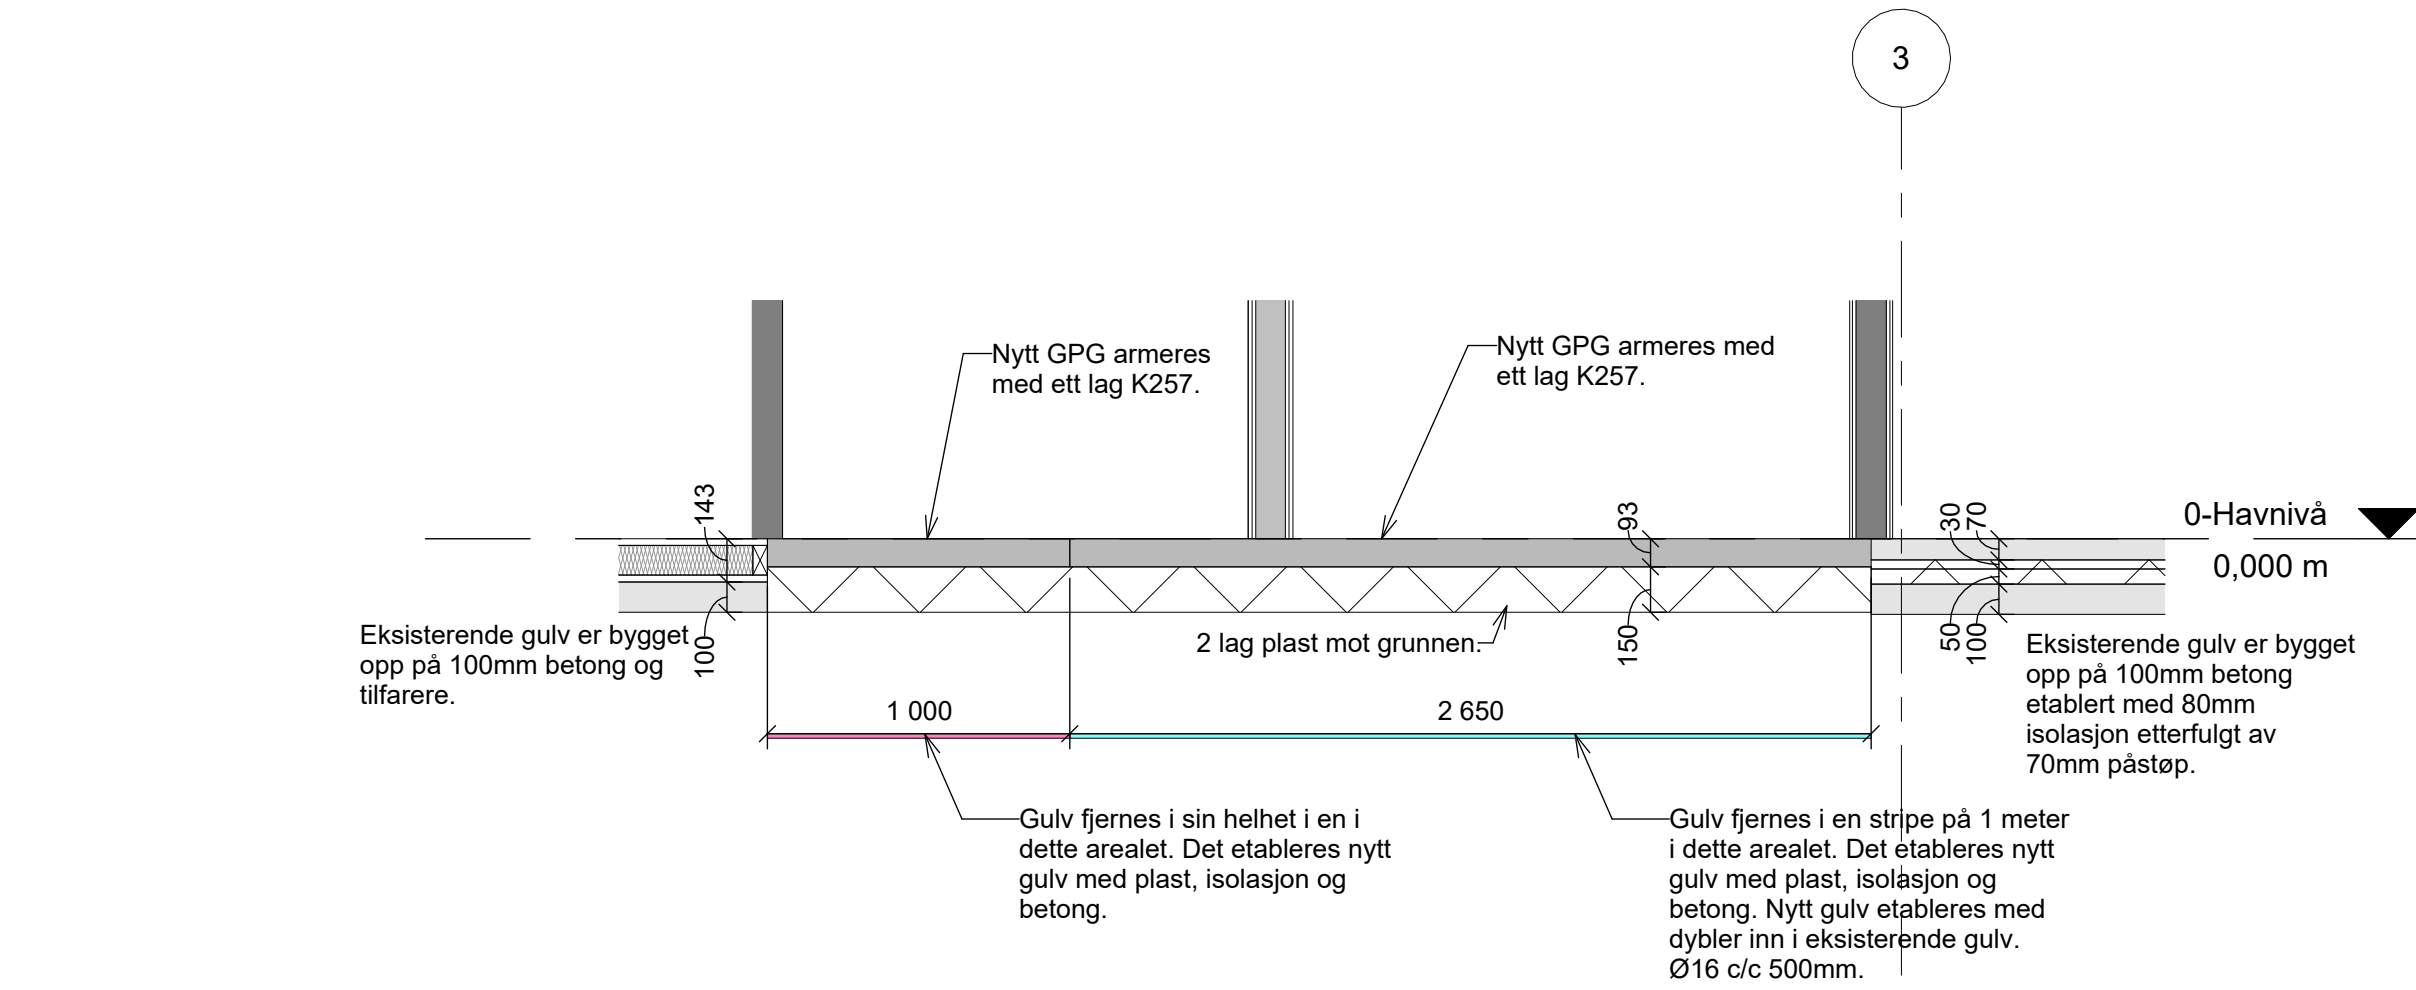 3
Nytt GPG armeres
med ett lag K257.
Nytt GPG armeres med
ett lag K257.
143
93
30
70
0-Havnivå
0,000 m
100
150
50
100
Eksisterende gulv er bygget
opp på 100mm betong og
tilfarere.
2 lag plast mot grunnen.
Eksisterende gulv er bygget
opp på 100mm betong
etablert med 80mm
isolasjon etterfulgt av
70mm påstøp.
1 000
2 650
Gulv fjernes i sin helhet i en i
dette arealet. Det etableres nytt
gulv med plast, isolasjon og
betong.
Gulv fjernes i en stripe på 1 meter
i dette arealet. Det etableres nytt
gulv med plast, isolasjon og
betong. Nytt gulv etableres med
dybler inn i eksisterende gulv.
Ø16 c/c 500mm.